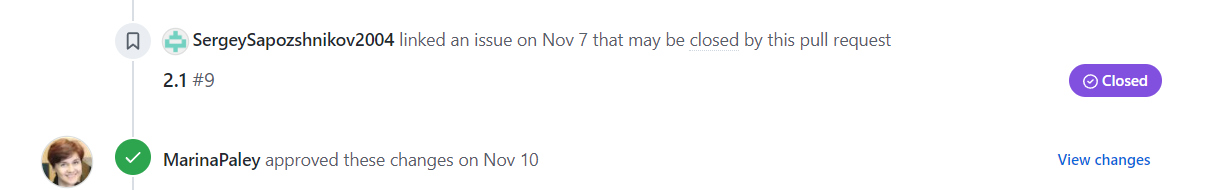 SergeySapozshnikov2004 linked an issue on Nov 7 that may be closed by this pull request
2.1 #9
Closed
MarinaPaley approved these changes on Nov 10
View changes